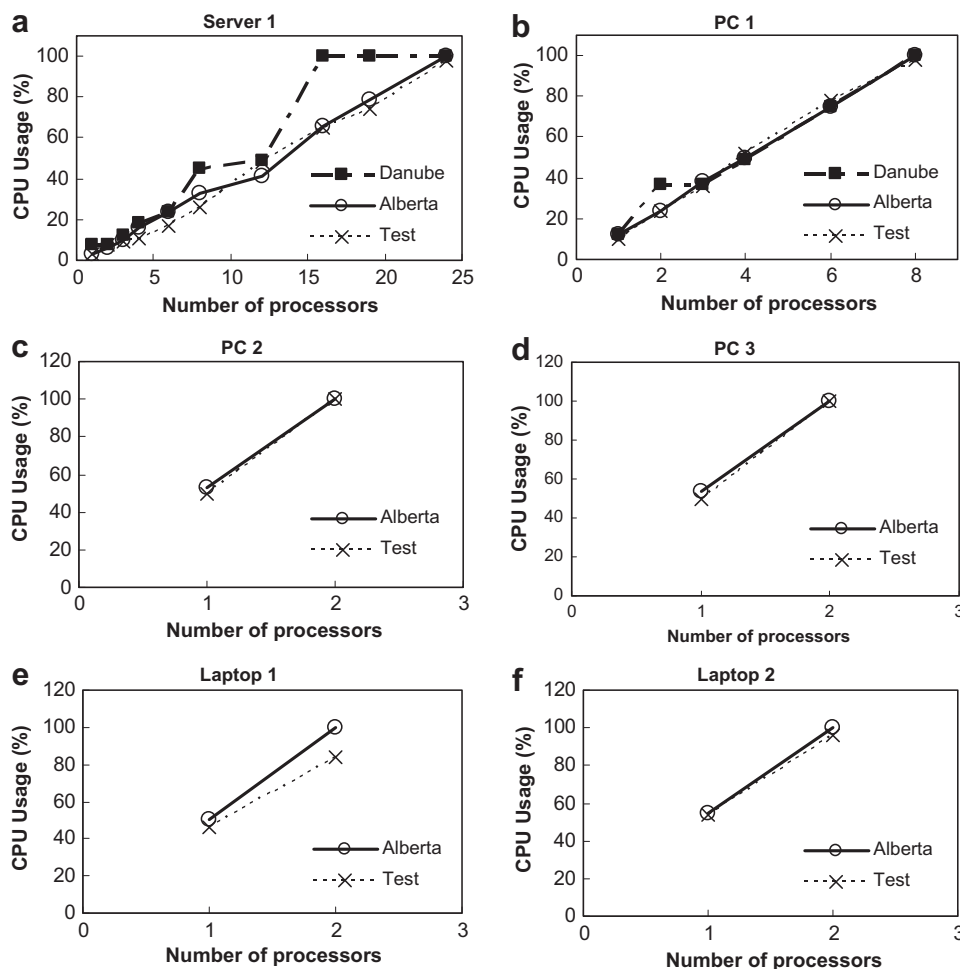 a
Server 1
CPU Usage (%)
100
80
60
40
20
0
0 5 10 15 20 25
Number of processors
Danube
Alberta
Test
b
PC 1
CPU Usage (%)
100
80
60
40
20
0
0 2 4 6 8
Number of processors
Danube
Alberta
Test
c
PC 2
CPU Usage (%)
120
100
80
60
40
20
0
0 1 2 3
Number of processors
Alberta
Test
d
PC 3
CPU Usage (%)
120
100
80
60
40
20
0
0 1 2 3
Number of processors
Alberta
Test
e
Laptop 1
CPU Usage (%)
120
100
80
60
40
20
0
0 1 2 3
Number of processors
Alberta
Test
f
Laptop 2
CPU Usage (%)
120
100
80
60
40
20
0
0 1 2 3
Number of processors
Alberta
Test